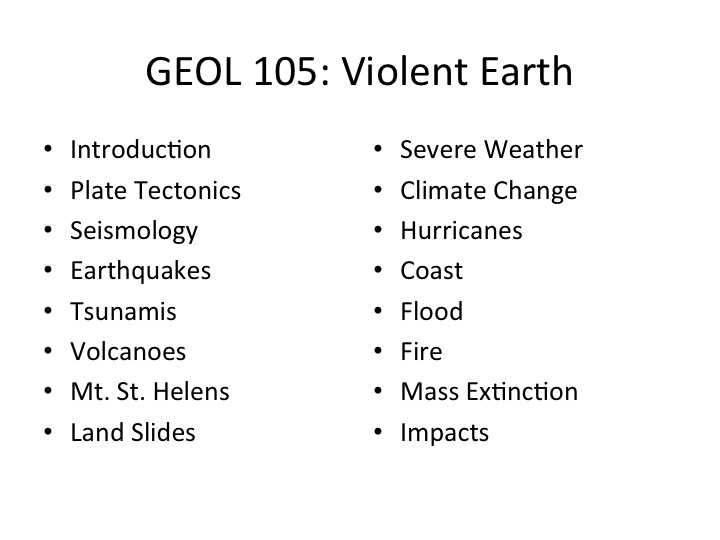 GEOL 105: Violent Earth
• Introduction
• Plate Tectonics
• Seismology
• Earthquakes
• Tsunamis
• Volcanoes
• Mt. St. Helens
• Land Slides
• Severe Weather
• Climate Change
• Hurricanes
• Coast
• Flood
• Fire
• Mass Extinction
• Impacts